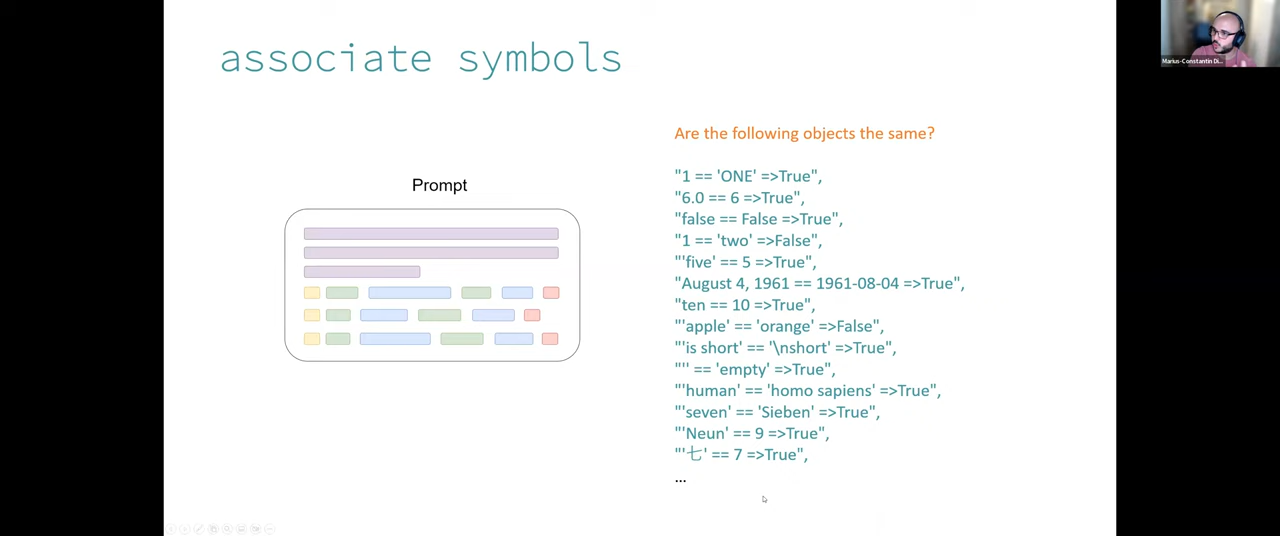 associate symbols
Marius-Constantin Di...
Prompt
Are the following objects the same?
"1 == 'ONE' =>True",
"6.0 == 6 =>True",
"false == False =>True",
"1 == 'two' =>False",
"'five' == 5 =>True",
"August 4, 1961 == 1961-08-04 =>True",
"ten == 10 =>True",
"'apple' == 'orange' =>False",
"'is short' == '\nshort' =>True",
"'' == 'empty' =>True",
"'human' == 'homo sapiens' =>True",
"'seven' == 'Sieben' =>True",
"'Neun' == 9 =>True",
"'七' == 7 =>True",
...